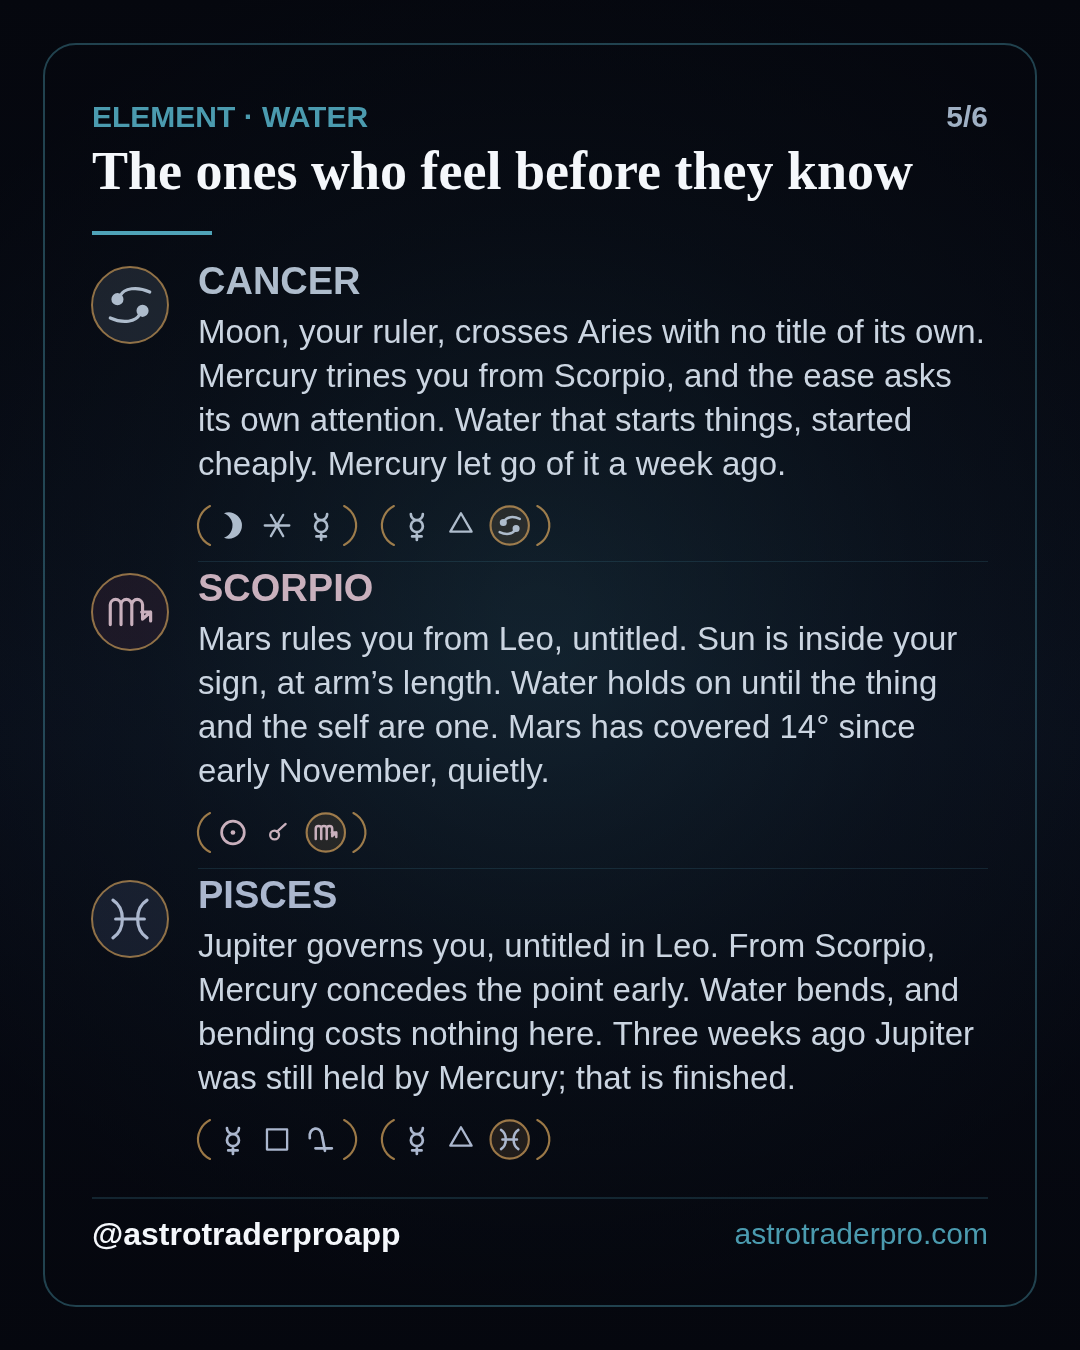 ELEMENT · WATER
5/6
The ones who feel before they know
CANCER
Moon, your ruler, crosses Aries with no title of its own.
Mercury trines you from Scorpio, and the ease asks
its own attention. Water that starts things, started
cheaply. Mercury let go of it a week ago.
SCORPIO
Mars rules you from Leo, untitled. Sun is inside your
sign, at arm’s length. Water holds on until the thing
and the self are one. Mars has covered 14° since
early November, quietly.
PISCES
Jupiter governs you, untitled in Leo. From Scorpio,
Mercury concedes the point early. Water bends, and
bending costs nothing here. Three weeks ago Jupiter
was still held by Mercury; that is finished.
@astrotraderproapp
astrotraderpro.com